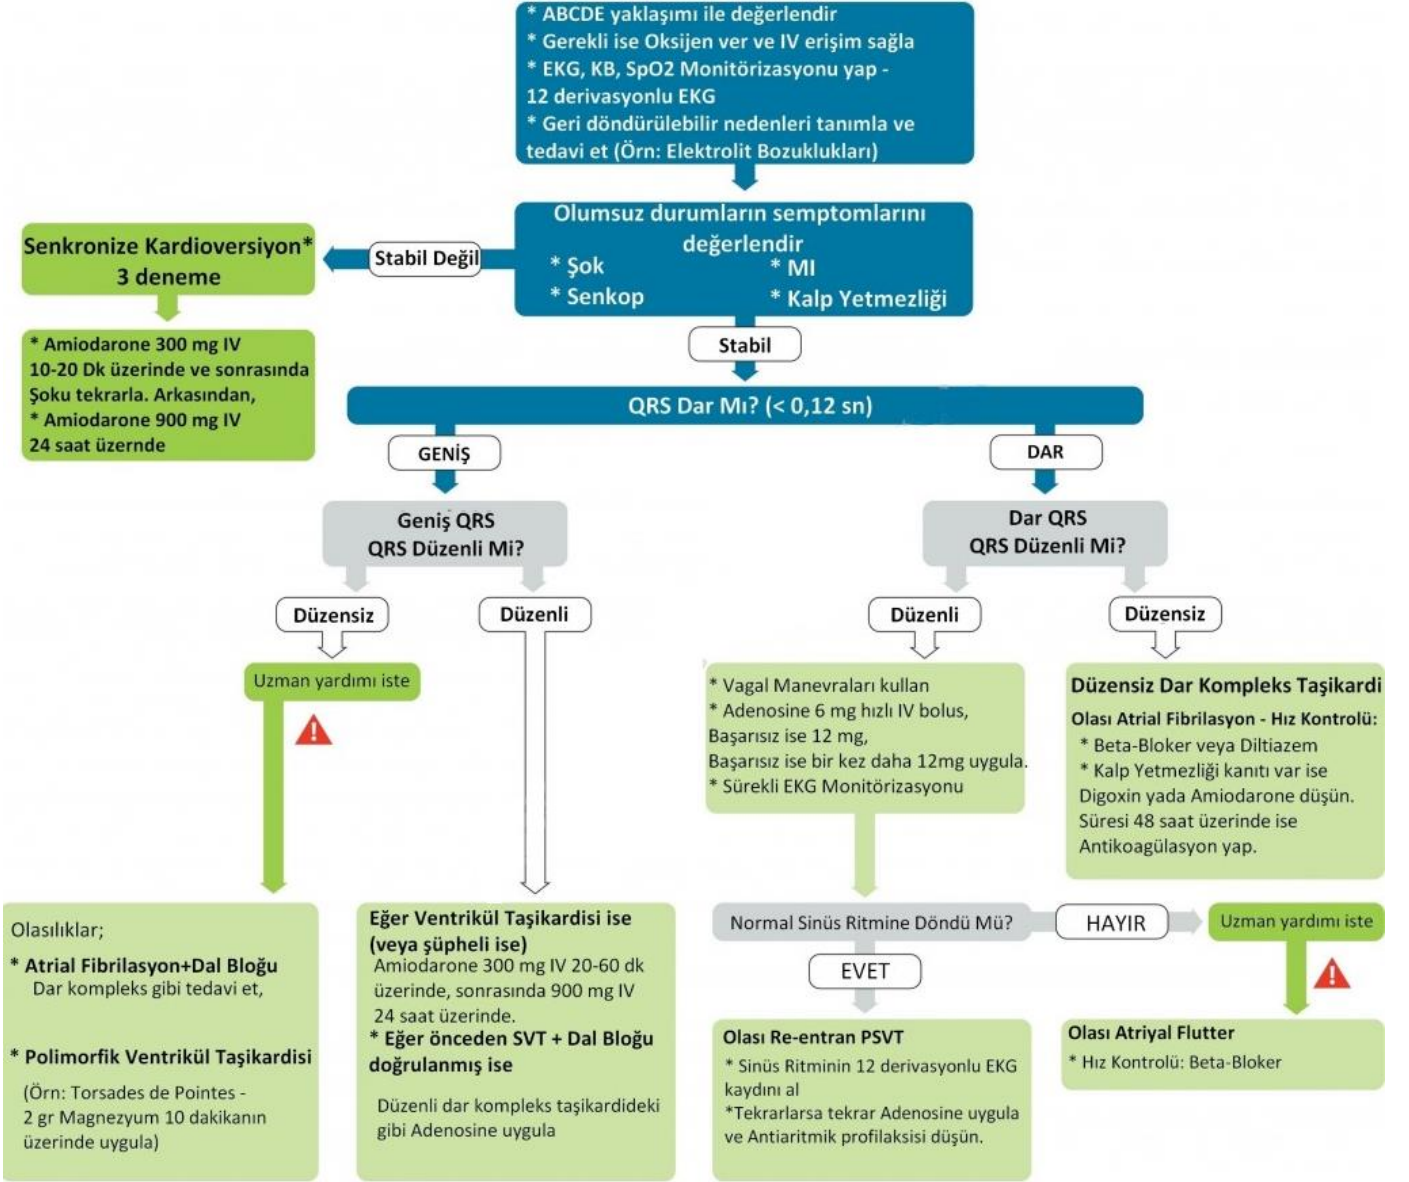 * ABCDE yaklaşımı ile değerlendir
* Gerekli ise Oksijen ver ve IV erişim sağla
* EKG, KB, SpO2 Monitörizasyonu yap -
12 derivasyonlu EKG
* Geri döndürülebilir nedenleri tanımla ve
tedavi et (Örn: Elektrolit Bozuklukları)
Olumsuz durumların semptomlarını
değerlendir
* Şok
* MI
* Senkop
* Kalp Yetmezliği
Stabil Değil
Senkronize Kardioversiyon*
3 deneme
* Amiodarone 300 mg IV
10-20 Dk üzerinde ve sonrasında
Şoku tekrarla. Arkasından,
* Amiodarone 900 mg IV
24 saat üzernde
Stabil
QRS Dar Mı? (< 0,12 sn)
GENİŞ
DAR
Geniş QRS
QRS Düzenli Mi?
Dar QRS
QRS Düzenli Mi?
Düzensiz
Düzenli
Düzenli
Düzensiz
Uzman yardımı iste
* Vagal Manevraları kullan
* Adenosine 6 mg hızlı IV bolus,
Başarısız ise 12 mg,
Başarısız ise bir kez daha 12mg uygula.
* Sürekli EKG Monitörizasyonu
Düzensiz Dar Kompleks Taşikardi
Olası Atrial Fibrilasyon - Hız Kontrolü:
* Beta-Bloker veya Diltiazem
* Kalp Yetmezliği kanıtı var ise
Digoxin yada Amiodarone düşün.
Süresi 48 saat üzerinde ise
Antikoagülasyon yap.
Olasılıklar;
* Atrial Fibrilasyon+Dal Bloğu
Dar kompleks gibi tedavi et,
* Polimorfik Ventrikül Taşikardisi
(Örn: Torsades de Pointes -
2 gr Magnezyum 10 dakikanın
üzerinde uygula)
Eğer Ventrikül Taşikardisi ise
(veya şüpheli ise)
Amiodarone 300 mg IV 20-60 dk
üzerinde, sonrasında 900 mg IV
24 saat üzerinde.
* Eğer önceden SVT + Dal Bloğu
doğrulanmış ise
Düzenli dar kompleks taşikardideki
gibi Adenosine uygula
Normal Sinüs Ritmine Döndü Mü?
HAYIR
Uzman yardımı iste
EVET
Olası Re-entran PSVT
* Sinüs Ritminin 12 derivasyonlu EKG
kaydını al
*Tekrarlarsa tekrar Adenosine uygula
ve Antiaritmik profilaksisi düşün.
Olası Atriyal Flutter
* Hız Kontrolü: Beta-Bloker